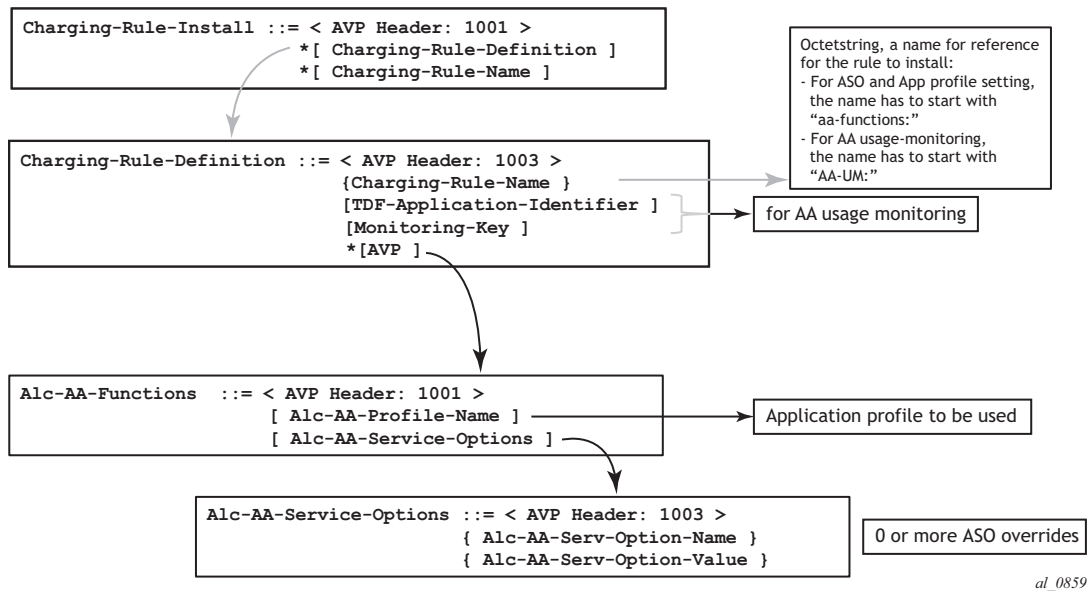 Charging-Rule-Install ::= < AVP Header: 1001 >
*[ Charging-Rule-Definition ]
*[ Charging-Rule-Name ]
Octetstring, a name for reference
for the rule to install:
- For ASO and App profile setting,
the name has to start with
“aa-functions:”
- For AA usage-monitoring,
the name has to start with
“AA-UM:”
Charging-Rule-Definition ::= < AVP Header: 1003 >
{Charging-Rule-Name }
[TDF-Application-Identifier ]
[Monitoring-Key ]
*[AVP ]
for AA usage monitoring
Alc-AA-Functions ::= < AVP Header: 1001 >
[ Alc-AA-Profile-Name ]
[ Alc-AA-Service-Options ]
Application profile to be used
Alc-AA-Service-Options ::= < AVP Header: 1003 >
{ Alc-AA-Serv-Option-Name }
{ Alc-AA-Serv-Option-Value }
0 or more ASO overrides
al_0859